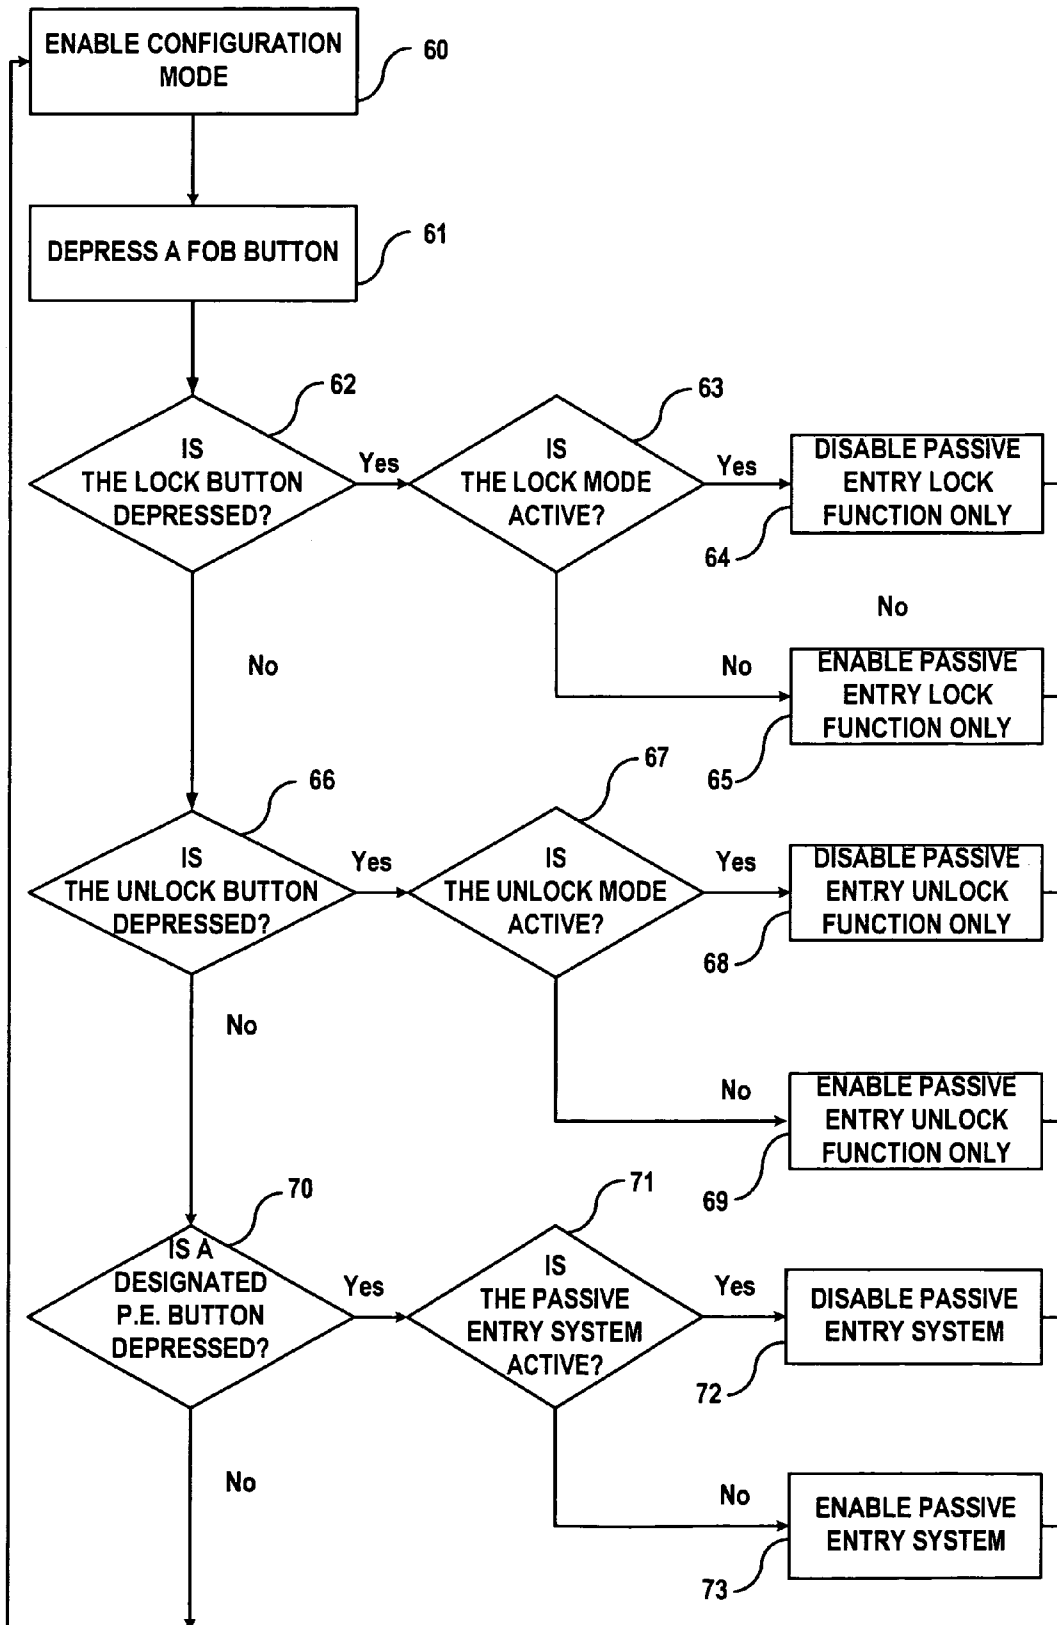 ENABLE CONFIGURATION
MODE
60
DEPRESS A FOB BUTTON
61
62
IS
THE LOCK BUTTON
DEPRESSED?
Yes
63
IS
THE LOCK MODE
ACTIVE?
Yes
DISABLE PASSIVE
ENTRY LOCK
FUNCTION ONLY
64
No
No
No
ENABLE PASSIVE
ENTRY LOCK
FUNCTION ONLY
65
66
IS
THE UNLOCK BUTTON
DEPRESSED?
Yes
67
IS
THE UNLOCK MODE
ACTIVE?
Yes
DISABLE PASSIVE
ENTRY UNLOCK
FUNCTION ONLY
68
No
No
ENABLE PASSIVE
ENTRY UNLOCK
FUNCTION ONLY
69
70
IS A
DESIGNATED
P.E. BUTTON
DEPRESSED?
Yes
71
IS
THE PASSIVE
ENTRY SYSTEM
ACTIVE?
Yes
DISABLE PASSIVE
ENTRY SYSTEM
72
No
No
ENABLE PASSIVE
ENTRY SYSTEM
73